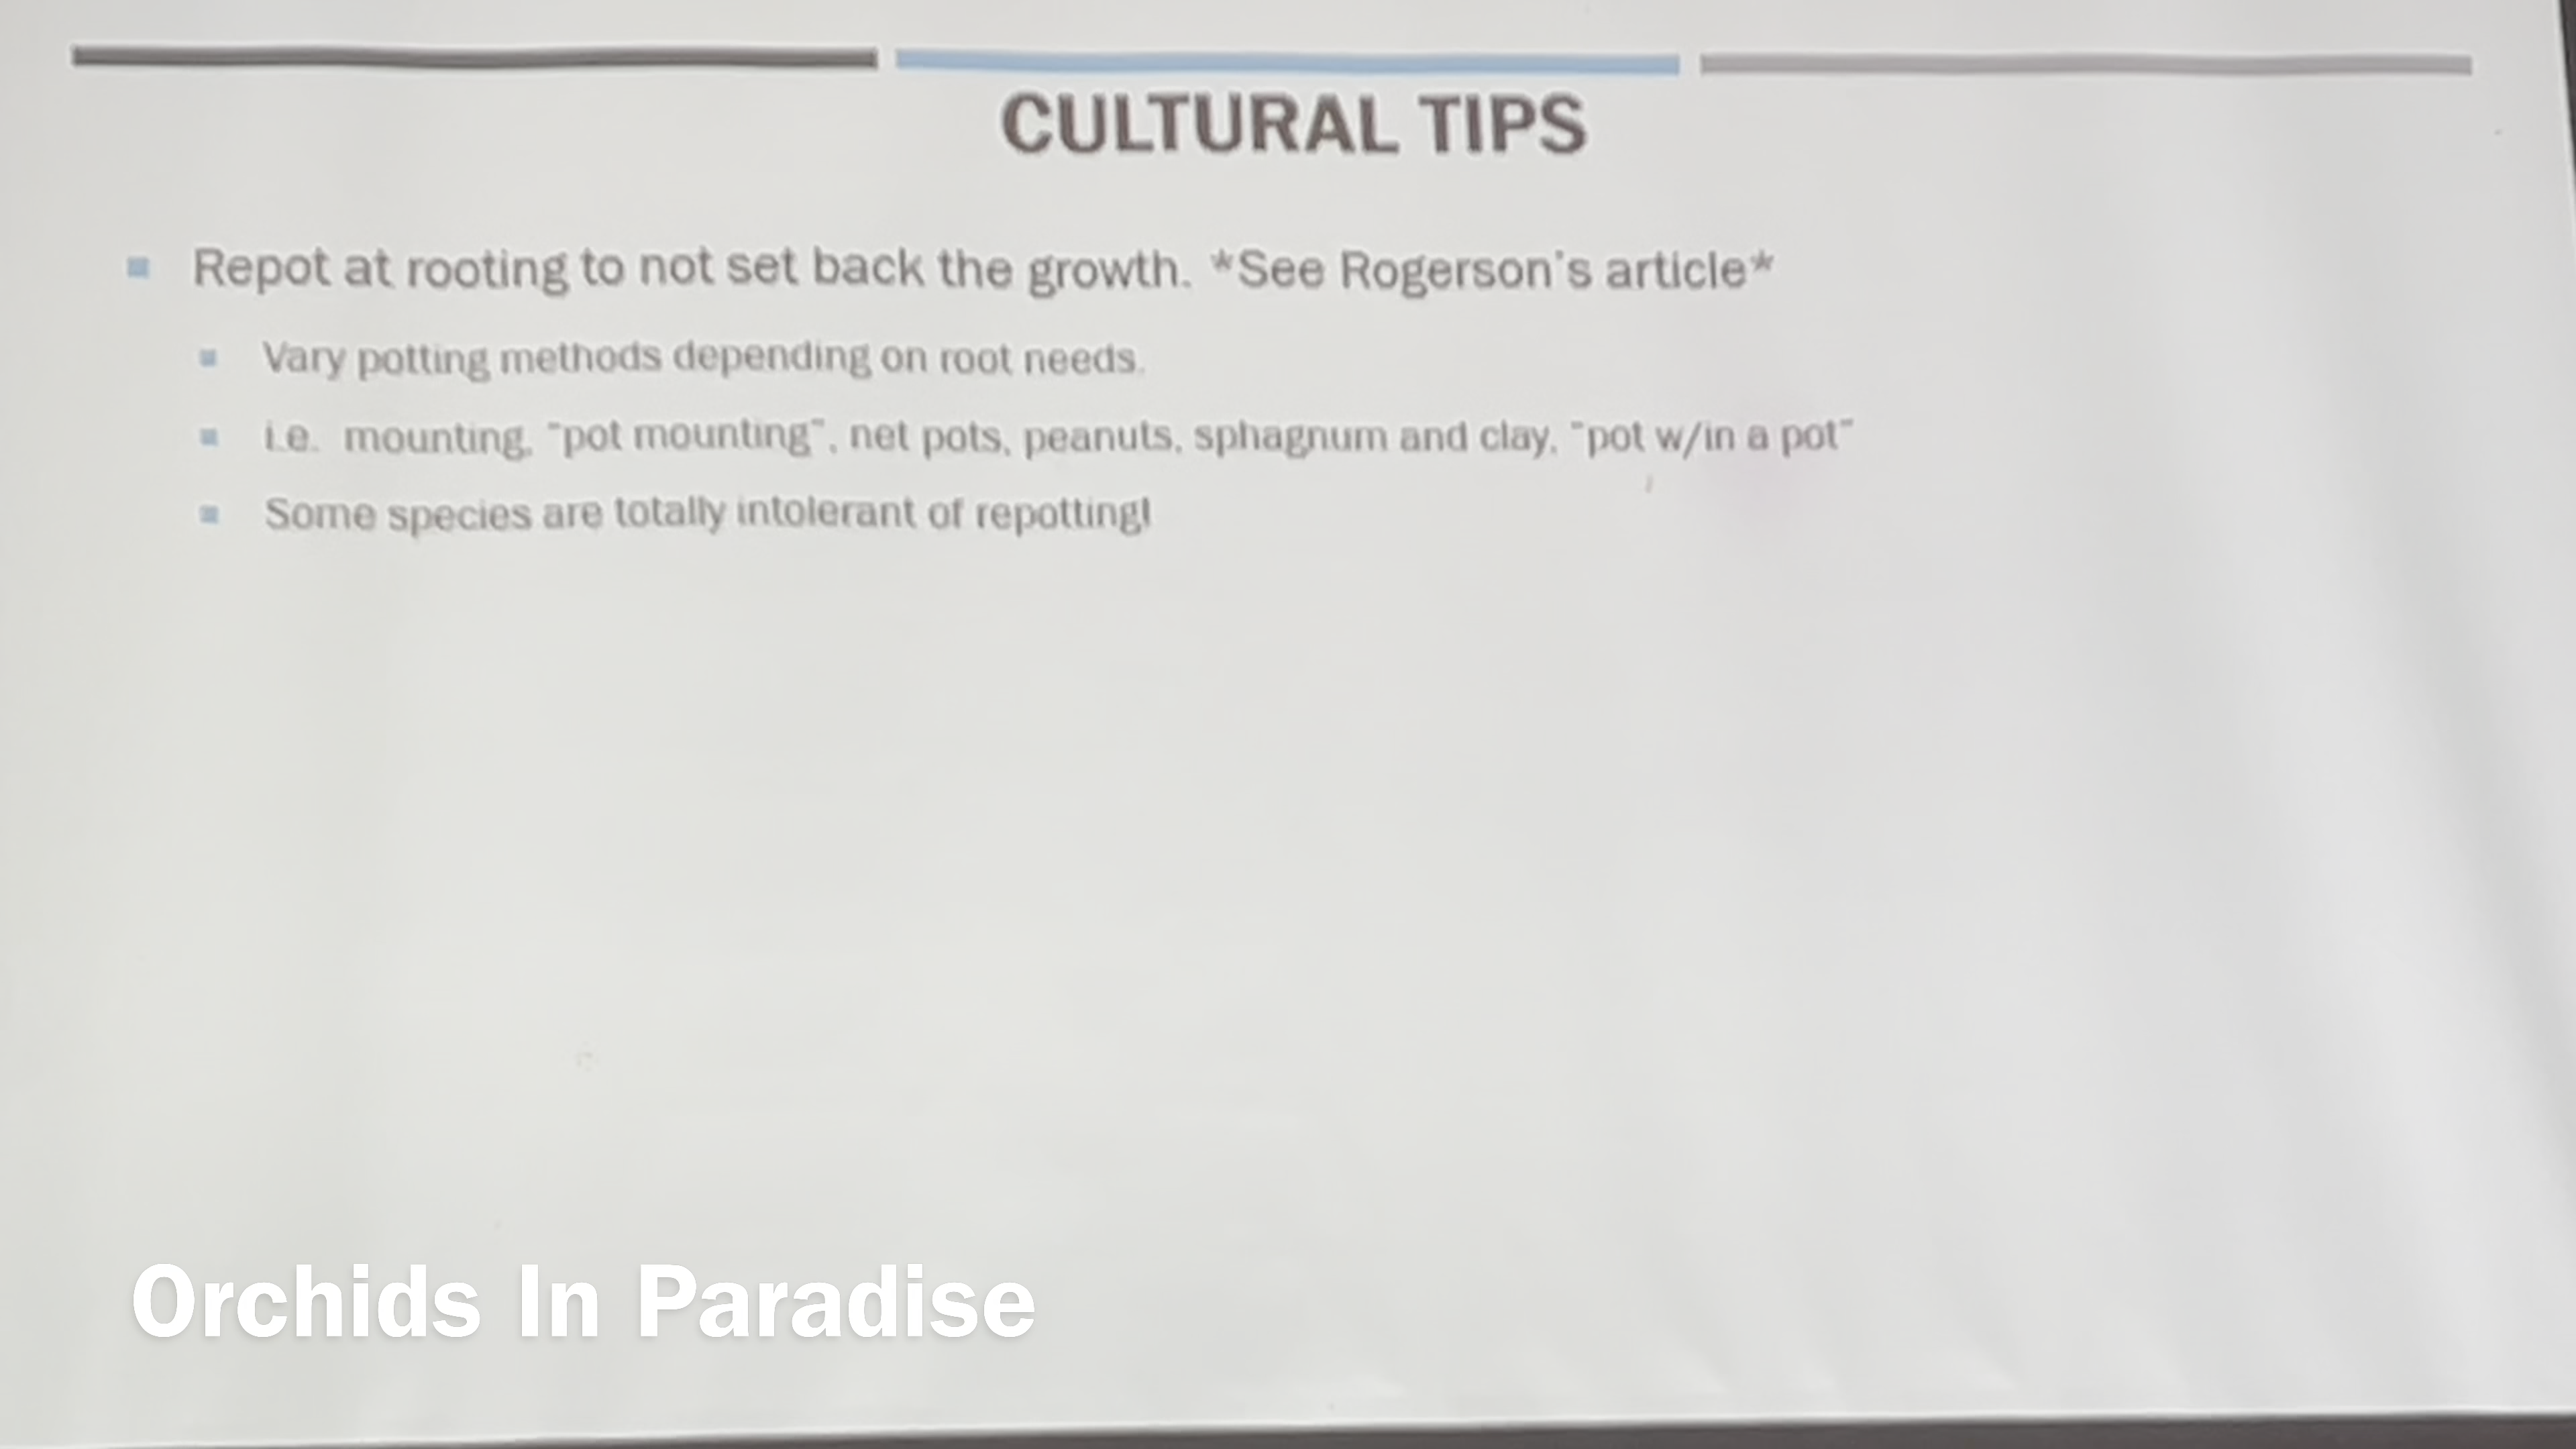 CULTURAL TIPS
Repot at rooting to not set back the growth. *See Rogerson's article*
Vary potting methods depending on root needs.
i.e. mounting, "pot mounting", net pots, peanuts, sphagnum and clay, "pot w/in a pot"
Some species are totally intolerant of repotting!
Orchids In Paradise